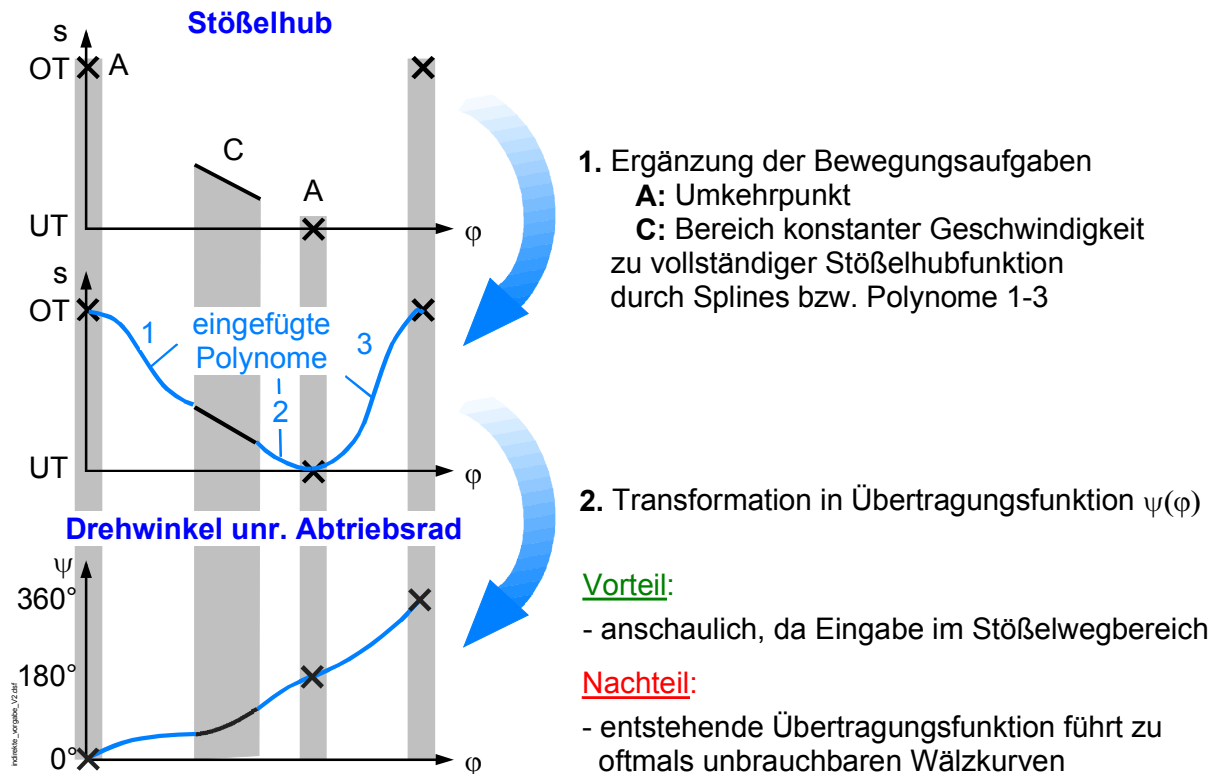 Stößelhub
s
OT
A
C
A
UT
φ
s
OT
1
eingefügte
Polynome
3
2
UT
φ
Drehwinkel unr. Abtriebsrad
ψ
360°
180°
0°
φ
indirekte_vorgabe_V2.dsf
1. Ergänzung der Bewegungsaufgaben
A: Umkehrpunkt
C: Bereich konstanter Geschwindigkeit
zu vollständiger Stößelhubfunktion
durch Splines bzw. Polynome 1-3
2. Transformation in Übertragungsfunktion ψ(φ)
Vorteil:
- anschaulich, da Eingabe im Stößelwegbereich
Nachteil:
- entstehende Übertragungsfunktion führt zu
oftmals unbrauchbaren Wälzkurven